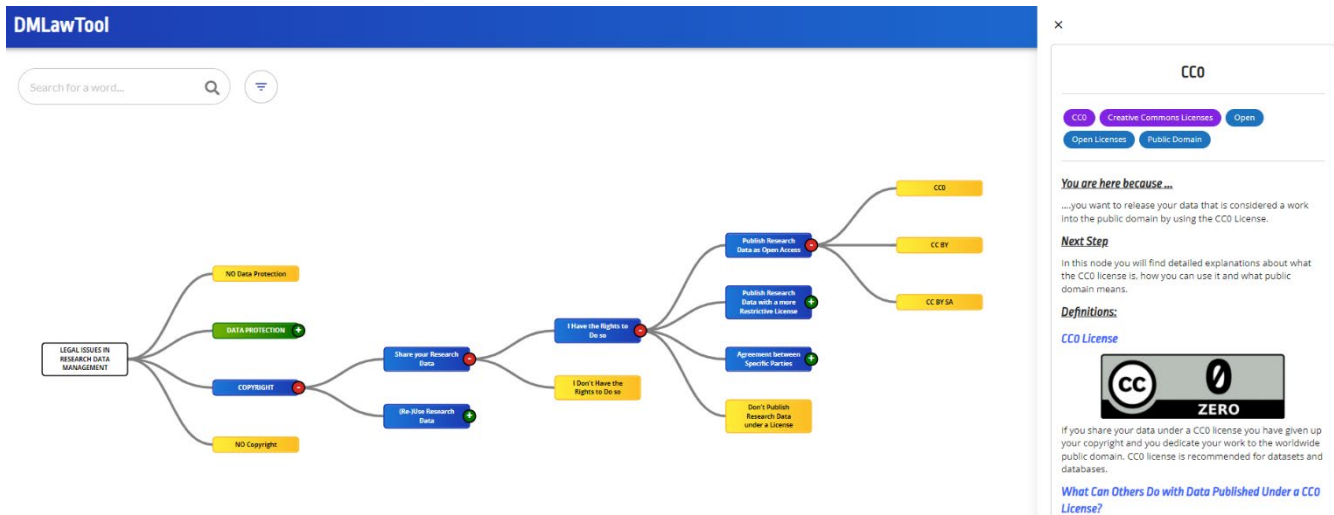 DMLawTool
Search for a word...
LEGAL ISSUES IN
RESEARCH DATA
MANAGEMENT
NO Data Protection
DATA PROTECTION
COPYRIGHT
NO Copyright
Share your Research
Data
(Re-)Use Research
Data
I Have the Rights to
Do so
I Don't Have the
Rights to Do so
Publish Research
Data as Open Access
Publish Research
Data with a more
Restrictive License
Agreement between
Specific Parties
Don't Publish
Research Data
under a License
CC0
CC BY
CC BY SA
CC0
CC0
Creative Commons Licenses
Open
Open Licenses
Public Domain
You are here because ...
....you want to release your data that is considered a work
into the public domain by using the CC0 License.
Next Step
In this node you will find detailed explanations about what
the CC0 license is, how you can use it and what public
domain means.
Definitions:
CC0 License
cc
0
ZERO
If you share your data under a CC0 license you have given up
your copyright and you dedicate your work to the worldwide
public domain. CC0 license is recommended for datasets and
databases.
What Can Others Do with Data Published Under a CC0
License?